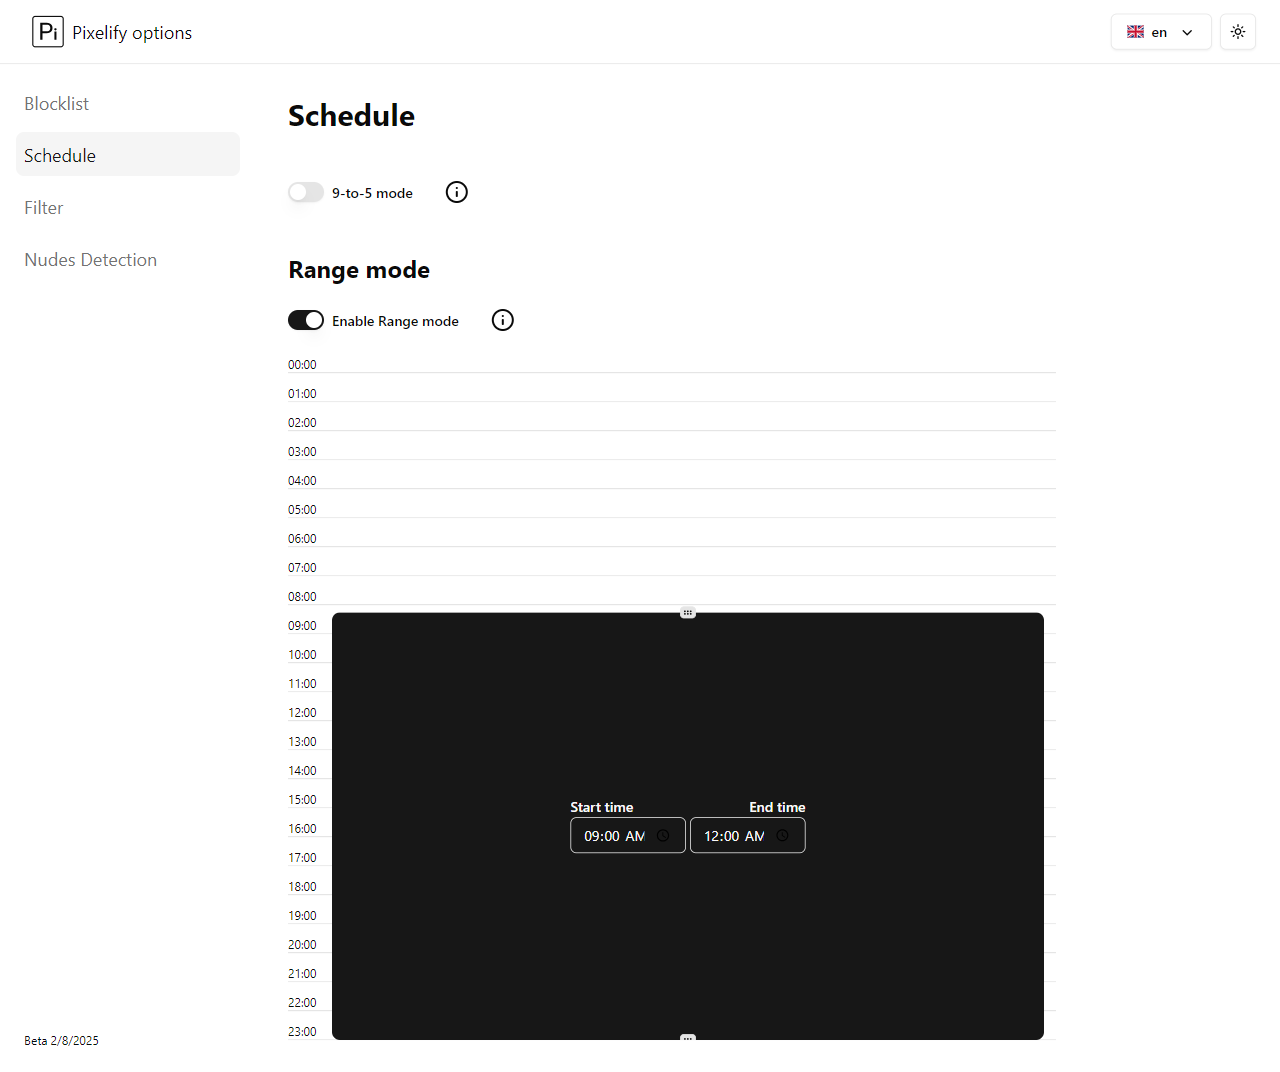 Pi Pixelify options
en
Blocklist
Schedule
Filter
Nudes Detection
Beta 2/8/2025
Schedule
9-to-5 mode
Range mode
Enable Range mode
00:00
01:00
02:00
03:00
04:00
05:00
06:00
07:00
08:00
09:00
10:00
11:00
12:00
13:00
14:00
15:00
16:00
17:00
18:00
19:00
20:00
21:00
22:00
23:00
Start time End time
09:00 AM 12:00 AM